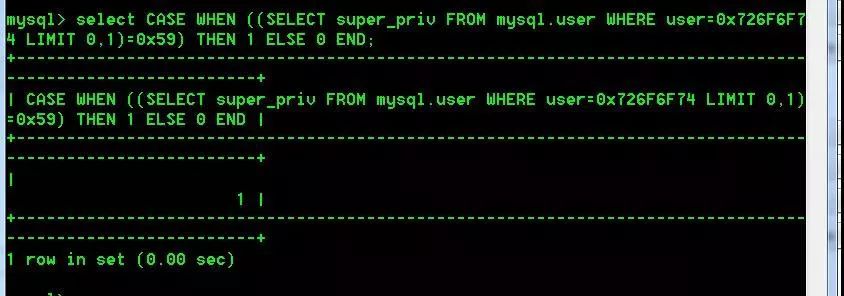 mysql> select CASE WHEN ((SELECT super_priv FROM mysql.user WHERE user=0x726F6F7
4 LIMIT 0,1)=0x59) THEN 1 ELSE 0 END;
+--------------------------------------------------------------------------------
-------------------------+
| CASE WHEN ((SELECT super_priv FROM mysql.user WHERE user=0x726F6F74 LIMIT 0,1)
=0x59) THEN 1 ELSE 0 END |
+--------------------------------------------------------------------------------
-------------------------+
|
1 |
+--------------------------------------------------------------------------------
-------------------------+
1 row in set (0.00 sec)